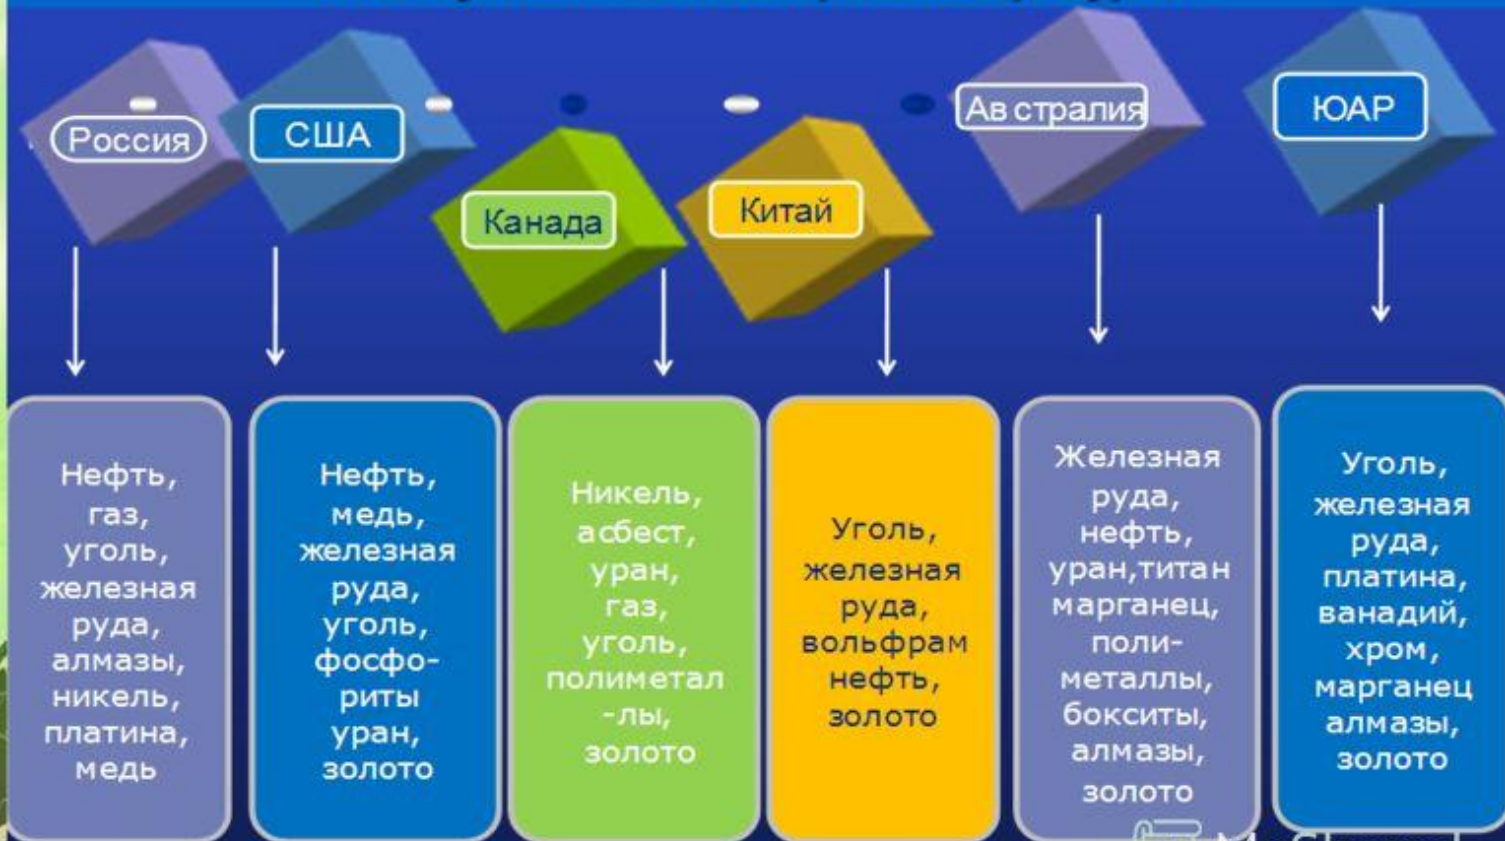 Россия
США
Канада
Китай
Ав стралия
ЮАР
Нефть,
газ,
уголь,
железная
руда,
алмазы,
никель,
платина,
медь
Нефть,
медь,
железная
руда,
уголь,
фосфо-
риты
уран,
золото
Никель,
асбест,
уран,
газ,
уголь,
полиметал
-лы,
золото
Уголь,
железная
руда,
вольфрам
нефть,
золото
Железная
руда,
нефть,
уран,титан
марганец,
поли-
металлы,
бокситы,
алмазы,
золото
Уголь,
железная
руда,
платина,
ванадий,
хром,
марганец
алмазы,
золото